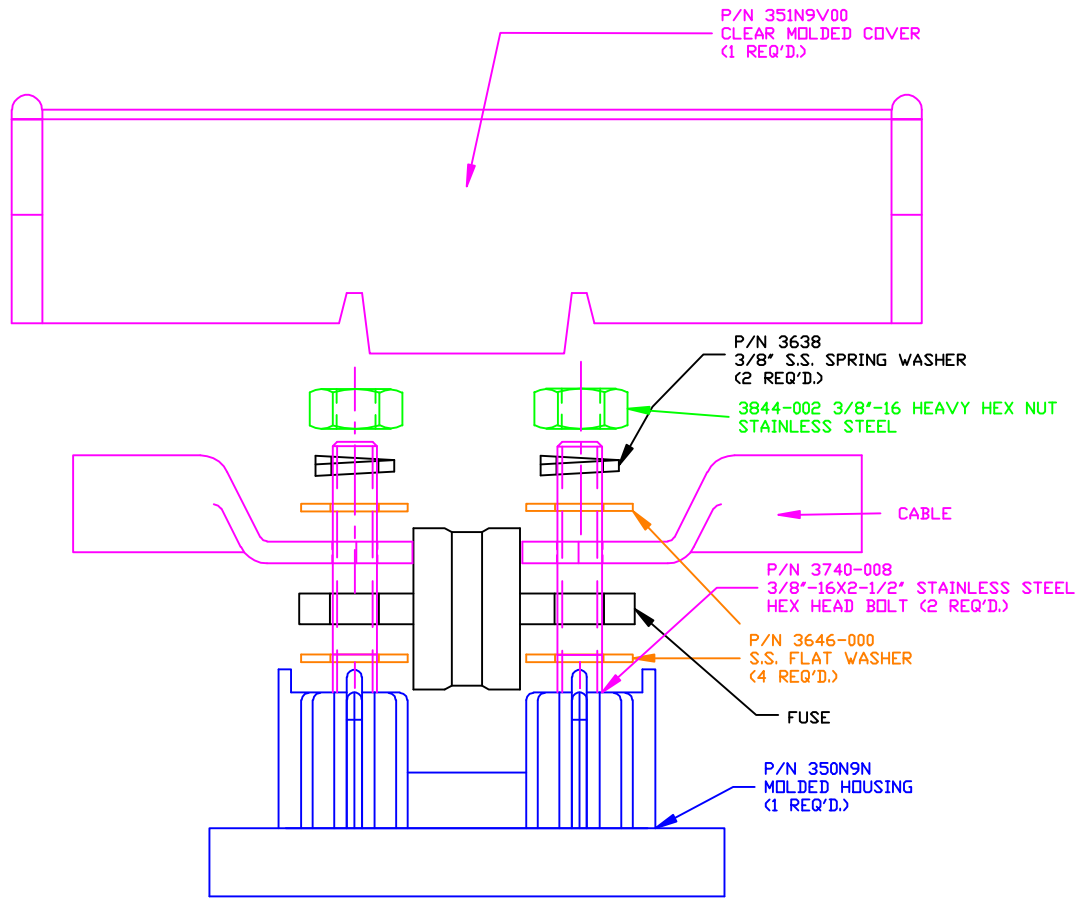 P/N 351N9V00
CLEAR MOLDED COVER
(1 REQ'D.)
P/N 3638
3/8" S.S. SPRING WASHER
(2 REQ'D.)
3844-002 3/8"-16 HEAVY HEX NUT
STAINLESS STEEL
CABLE
P/N 3740-008
3/8"-16X2-1/2" STAINLESS STEEL
HEX HEAD BOLT (2 REQ'D.)
P/N 3646-000
S.S. FLAT WASHER
(4 REQ'D.)
FUSE
P/N 350N9N
MOLDED HOUSING
(1 REQ'D.)